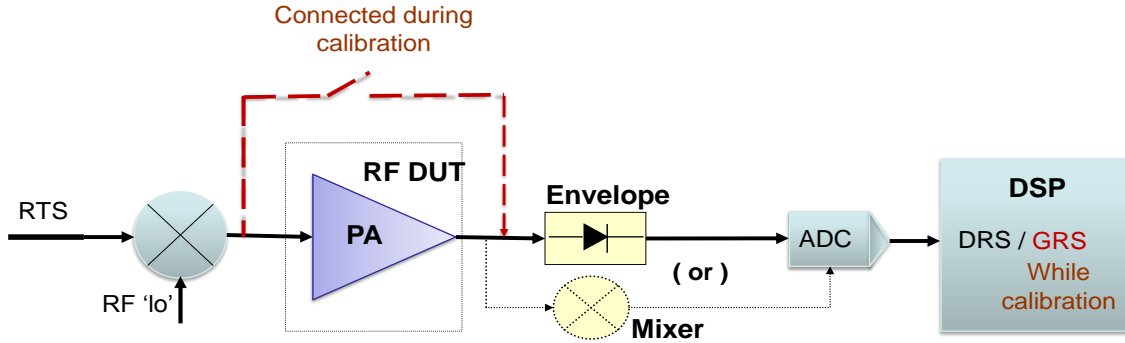 Connected during
calibration
RF DUT
Envelope
DSP
RTS
PA
ADC
DRS / GRS
While
calibration
( or )
RF ‘lo’
Mixer